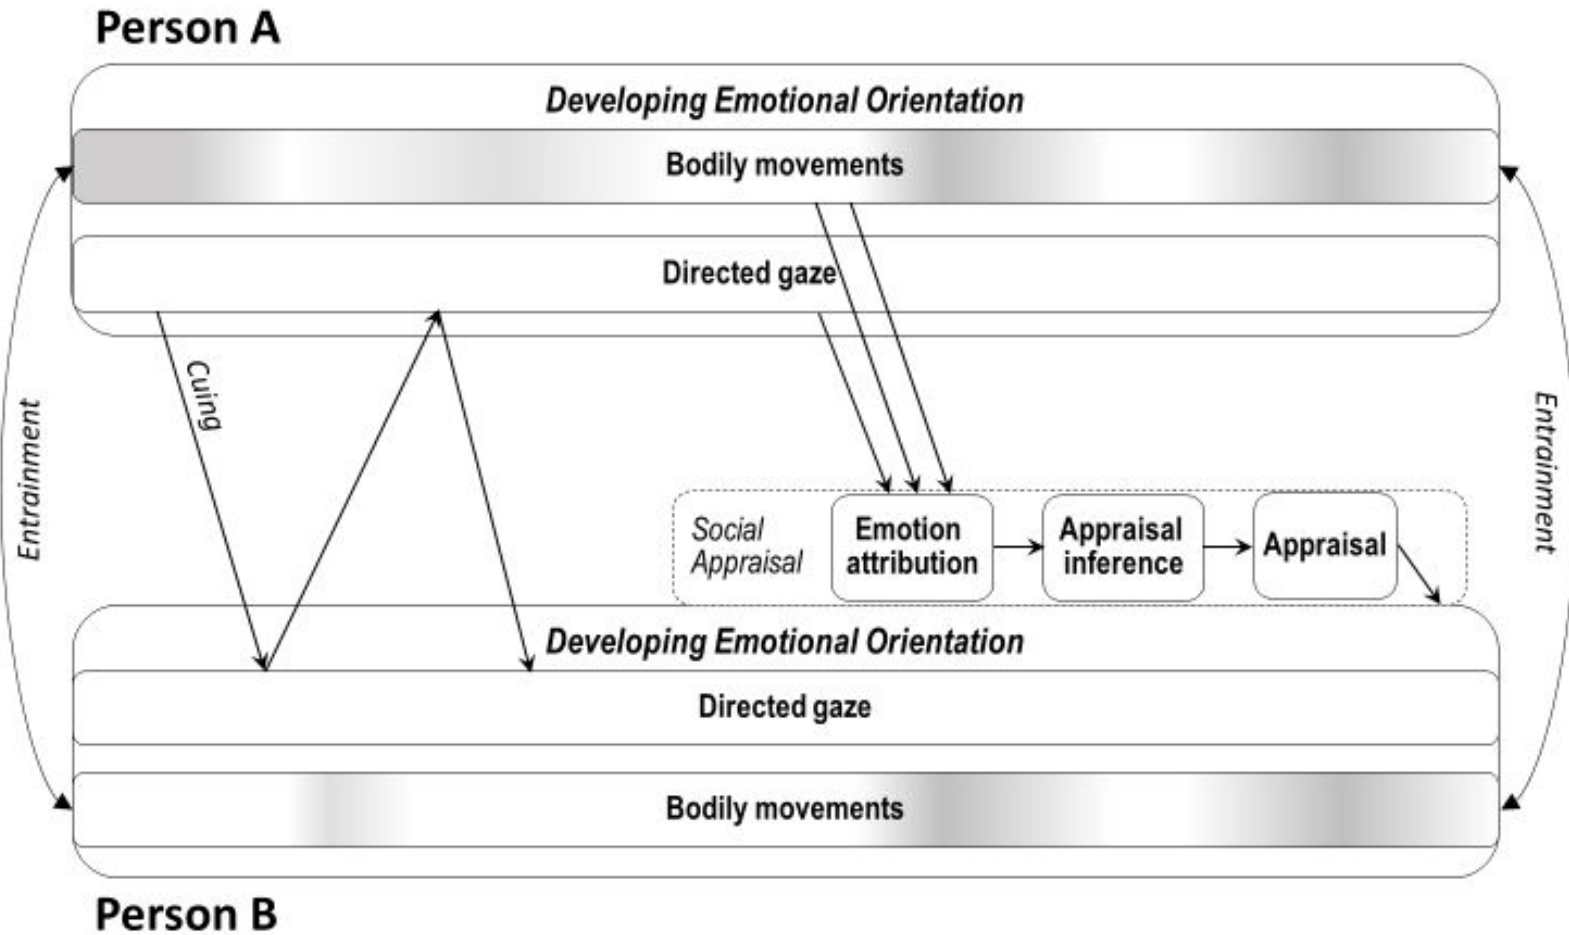 Person A
Developing Emotional Orientation
Bodily movements
Directed gaze
Cuing
Entrainment
Entrainment
Social
Appraisal
Emotion
attribution
Appraisal
inference
Appraisal
Developing Emotional Orientation
Directed gaze
Bodily movements
Person B